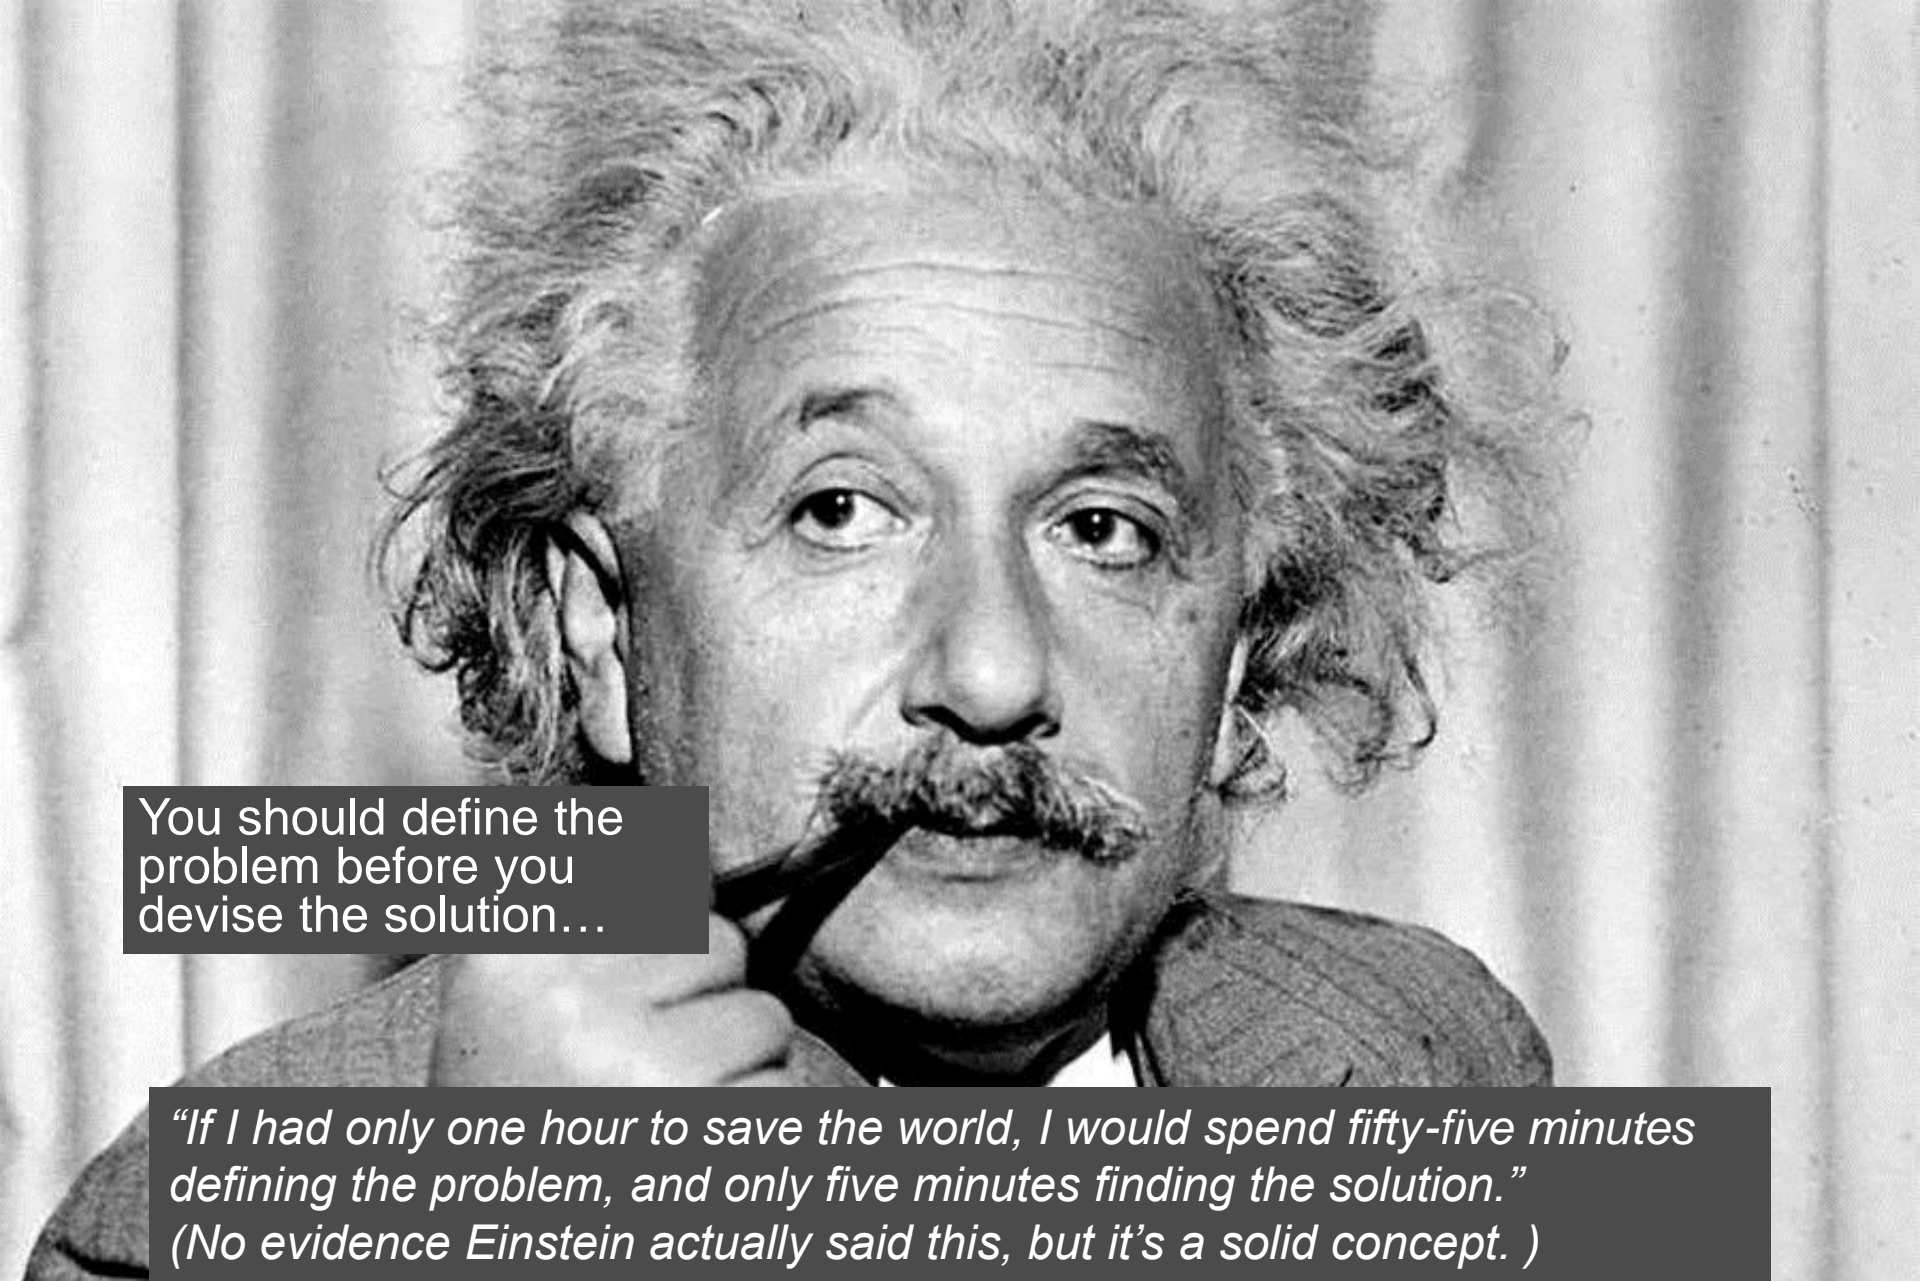 You should define the
problem before you
devise the solution…
“If I had only one hour to save the world, I would spend fifty-five minutes
defining the problem, and only five minutes finding the solution.”
(No evidence Einstein actually said this, but it’s a solid concept. )